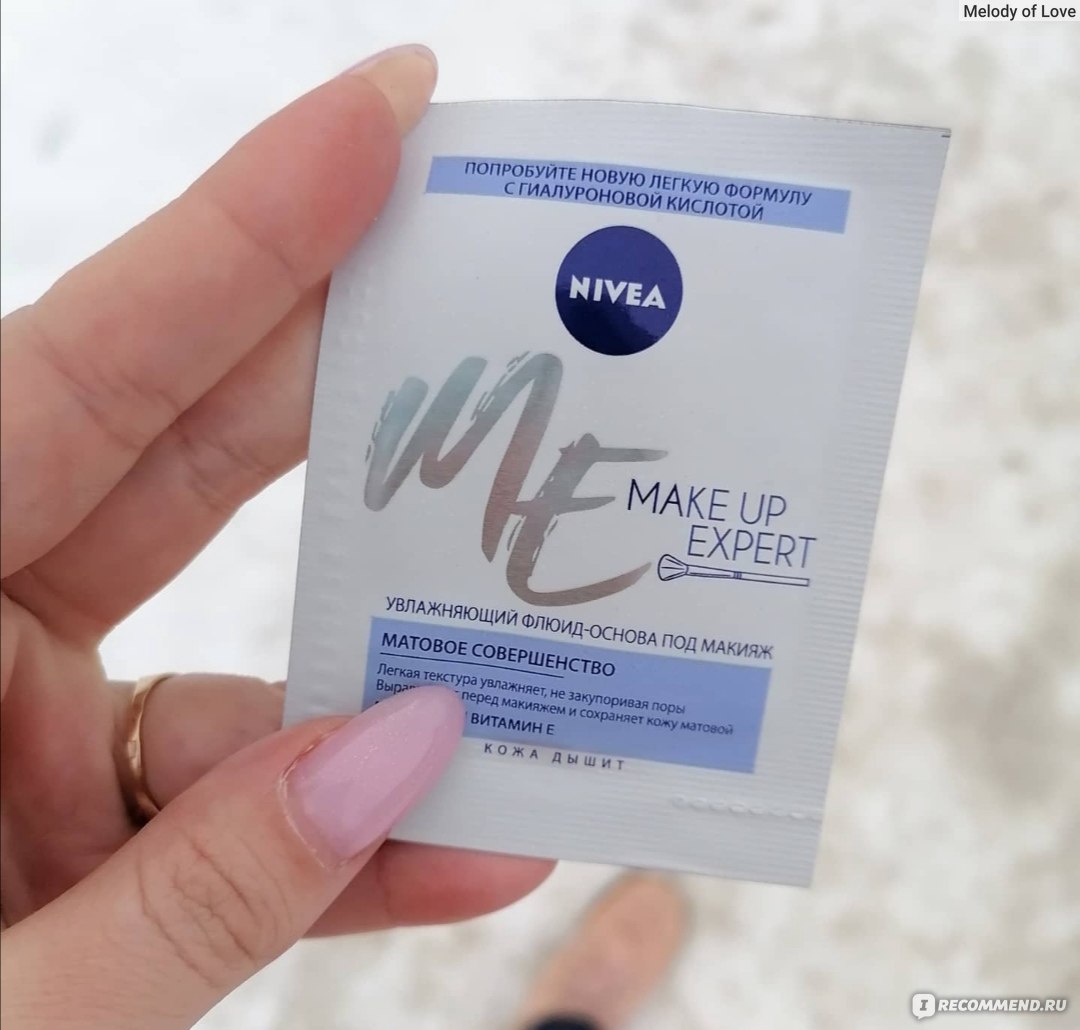 Melody of Love
ПОПРОБУЙТЕ НОВУЮ ЛЕГКУЮ ФОРМУЛУ
С ГИАЛУРОНОВОЙ КИСЛОТОЙ
NIVEA
ME
MAKE UP
EXPERT
УВЛАЖНЯЮЩИЙ ФЛЮИД-ОСНОВА ПОД МАКИЯЖ
МАТОВОЕ СОВЕРШЕНСТВО
Легкая текстура увлажняет, не закупоривая поры
перед макияжем и сохраняет кожу матовой
ВИТАМИН Е
КОЖА ДЫШИТ
IRECOMMEND.RU